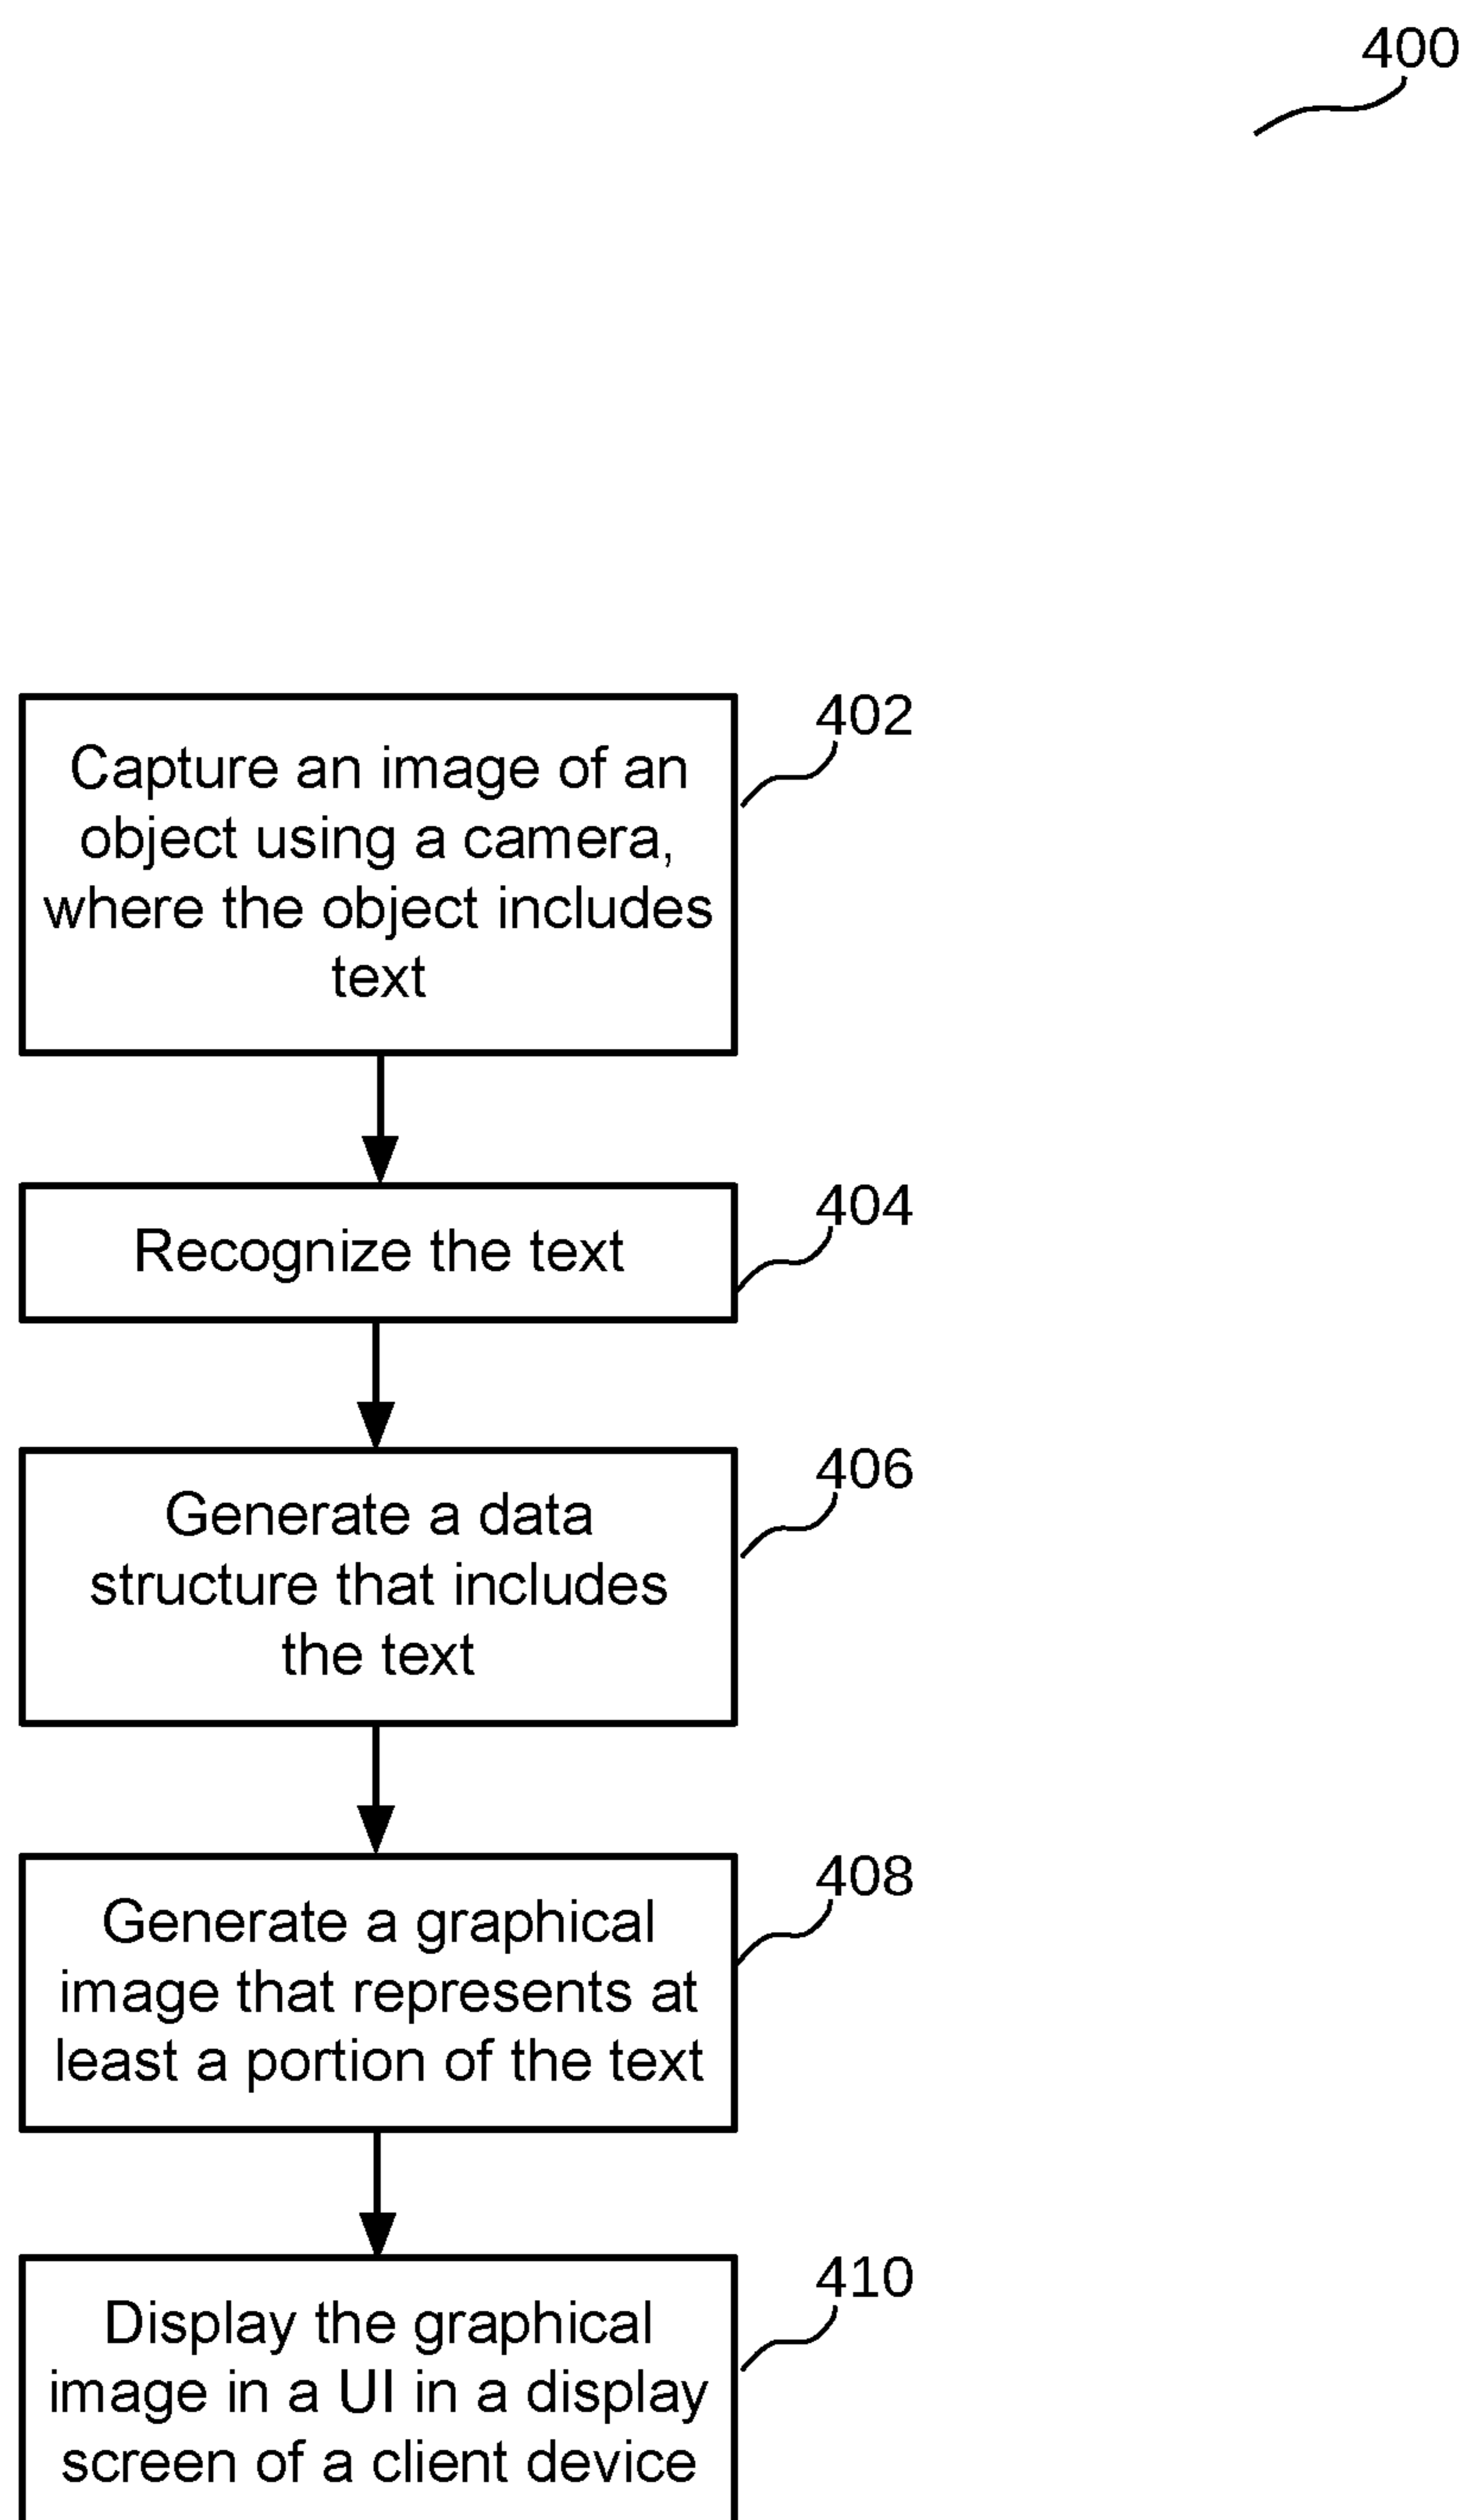 400
402
Capture an image of an
object using a camera,
where the object includes
text
404
Recognize the text
406
Generate a data
structure that includes
the text
408
Generate a graphical
image that represents at
least a portion of the text
410
Display the graphical
image in a UI in a display
screen of a client device